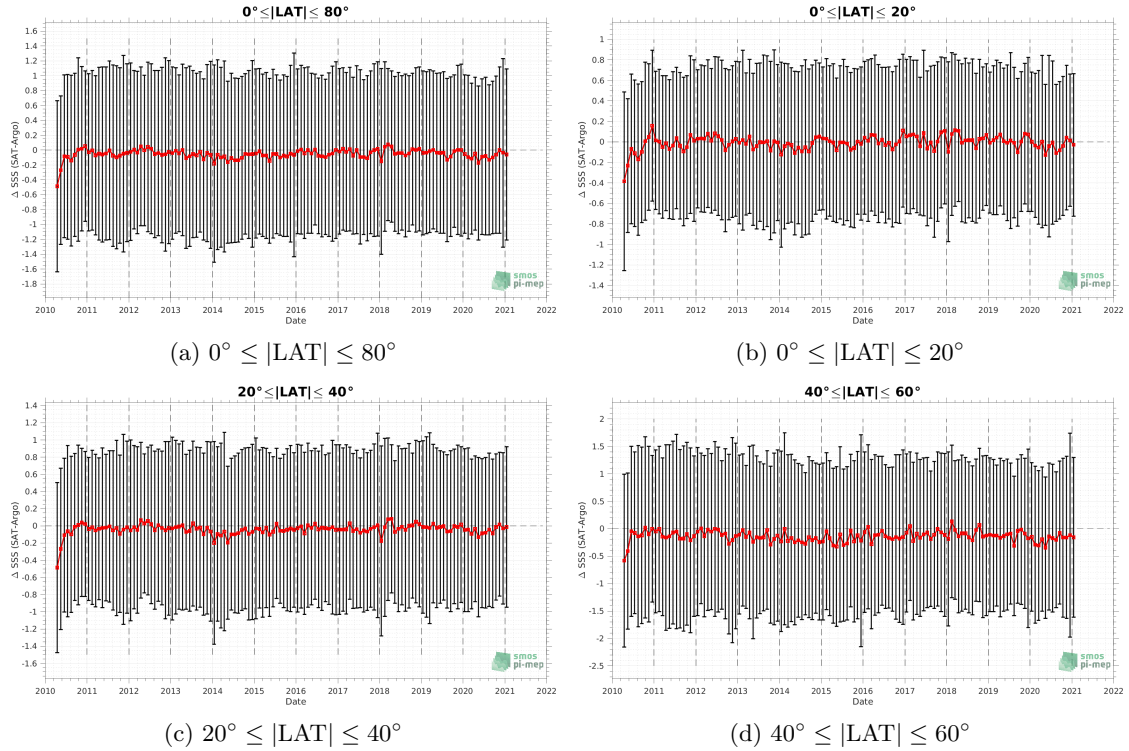 0°≤|LAT|≤ 80°
Δ SSS (SAT-Argo)
1.6
1.4
1.2
1
0.8
0.6
0.4
0.2
0
-0.2
-0.4
-0.6
-0.8
-1
-1.2
-1.4
-1.6
-1.8
smos
pi-mep
2010 2011 2012 2013 2014 2015 2016 2017 2018 2019 2020 2021 2022
Date
(a) 0° ≤ |LAT| ≤ 80°
0°≤|LAT|≤ 20°
Δ SSS (SAT-Argo)
1
0.8
0.6
0.4
0.2
0
-0.2
-0.4
-0.6
-0.8
-1
-1.2
-1.4
smos
pi-mep
2010 2011 2012 2013 2014 2015 2016 2017 2018 2019 2020 2021 2022
Date
(b) 0° ≤ |LAT| ≤ 20°
20°≤|LAT|≤ 40°
Δ SSS (SAT-Argo)
1.4
1.2
1
0.8
0.6
0.4
0.2
0
-0.2
-0.4
-0.6
-0.8
-1
-1.2
-1.4
-1.6
smos
pi-mep
2010 2011 2012 2013 2014 2015 2016 2017 2018 2019 2020 2021 2022
Date
(c) 20° ≤ |LAT| ≤ 40°
40°≤|LAT|≤ 60°
Δ SSS (SAT-Argo)
2
1.5
1
0.5
0
-0.5
-1
-1.5
-2
-2.5
smos
pi-mep
2010 2011 2012 2013 2014 2015 2016 2017 2018 2019 2020 2021 2022
Date
(d) 40° ≤ |LAT| ≤ 60°